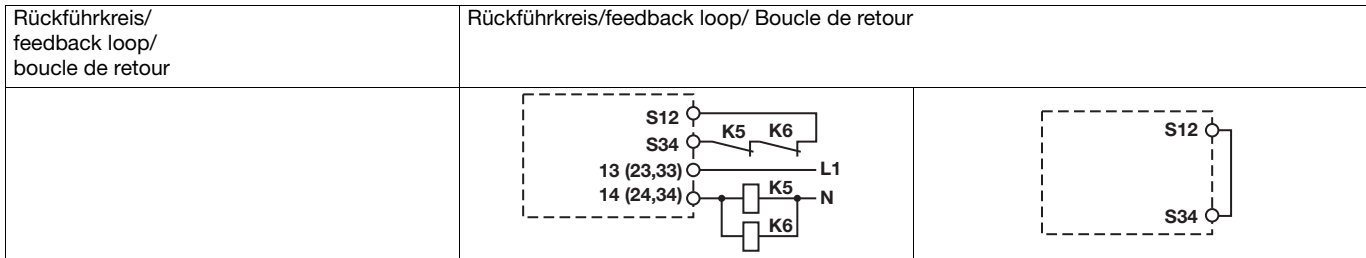 Rückführkreis/
feedback loop/
boucle de retour
Rückführkreis/feedback loop/ Boucle de retour
S12
K5 K6
S34
13 (23,33) L1
14 (24,34) K5 N
K6
S12
S34